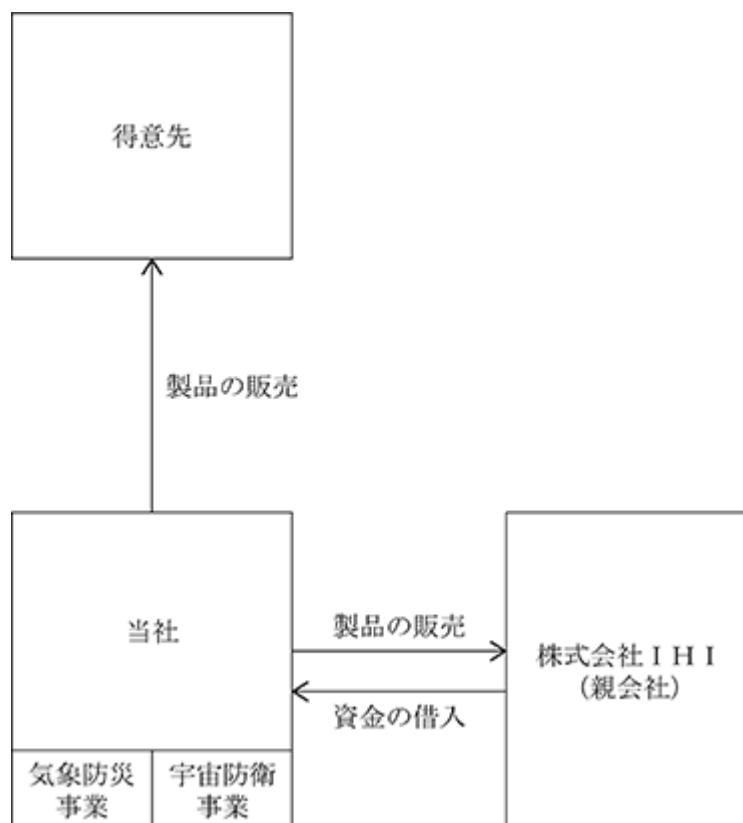 得意先
製品の販売
当社
製品の販売
株式会社ＩＨＩ
(親会社)
資金の借入
気象防災
事業
宇宙防衛
事業